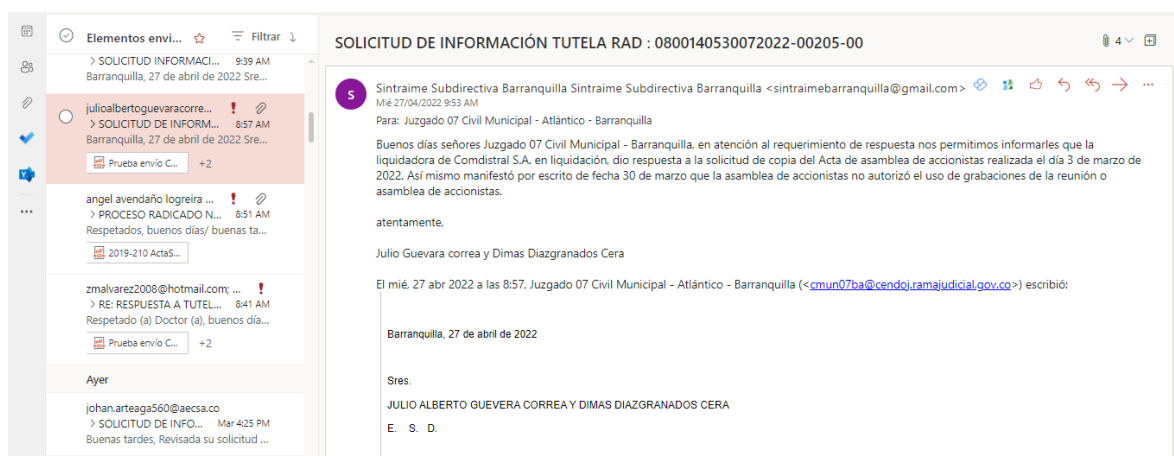 Elementos envi...
Filtrar
> SOLICITUD INFORMACI... 9:39 AM
Barranquilla, 27 de abril de 2022 Sre...
julioalbertoguevaracorre...
> SOLICITUD DE INFORM... 8:57 AM
Barranquilla, 27 de abril de 2022 Sre...
Prueba envío C... +2
angel avendaño logreira ...
> PROCESO RADICADO N... 8:51 AM
Respetados, buenos días/ buenas ta...
2019-210 ActaS...
zmalvarez2008@hotmail.com; ...
> RE: RESPUESTA A TUTEL... 8:41 AM
Respetado (a) Doctor (a), buenos día...
Prueba envío C... +2
Ayer
johan.arteaga560@aecsa.co
> SOLICITUD DE INFO... Mar 4:25 PM
Buenas tardes, Revisada su solicitud ...
SOLICITUD DE INFORMACIÓN TUTELA RAD : 0800140530072022-00205-00
4
S
Sintraime Subdirectiva Barranquilla Sintraime Subdirectiva Barranquilla <sintraimebarranquilla@gmail.com>
Mié 27/04/2022 9:53 AM
Para: Juzgado 07 Civil Municipal - Atlántico - Barranquilla
Buenos días señores Juzgado 07 Civil Municipal - Barranquilla, en atención al requerimiento de respuesta nos permitimos informarles que la
liquidadora de Comdistral S.A. en liquidación, dio respuesta a la solicitud de copia del Acta de asamblea de accionistas realizada el día 3 de marzo de
2022. Así mismo manifestó por escrito de fecha 30 de marzo que la asamblea de accionistas no autorizó el uso de grabaciones de la reunión o
asamblea de accionistas.
atentamente,
Julio Guevara correa y Dimas Diazgranados Cera
El mié, 27 abr 2022 a las 8:57, Juzgado 07 Civil Municipal - Atlántico - Barranquilla (<cmun07ba@cendoj.ramajudicial.gov.co>) escribió:
Barranquilla, 27 de abril de 2022
Sres.
JULIO ALBERTO GUEVERA CORREA Y DIMAS DIAZGRANADOS CERA
E. S. D.